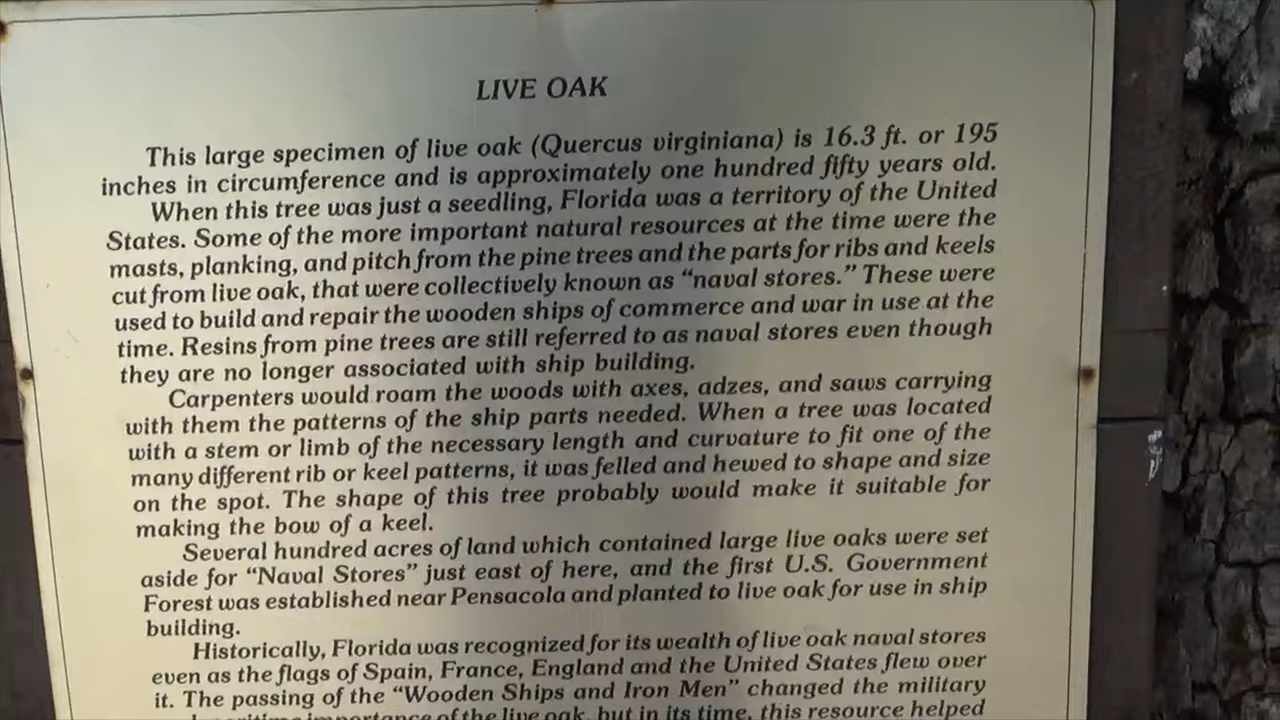 LIVE OAK
This large specimen of live oak (Quercus virginiana) is 16.3 ft. or 195
inches in circumference and is approximately one hundred fifty years old.
When this tree was just a seedling, Florida was a territory of the United
States. Some of the more important natural resources at the time were the
masts, planking, and pitch from the pine trees and the parts for ribs and keels
cut from live oak, that were collectively known as “naval stores.” These were
used to build and repair the wooden ships of commerce and war in use at the
time. Resins from pine trees are still referred to as naval stores even though
they are no longer associated with ship building.
Carpenters would roam the woods with axes, adzes, and saws carrying
with them the patterns of the ship parts needed. When a tree was located
with a stem or limb of the necessary length and curvature to fit one of the
many different rib or keel patterns, it was felled and hewed to shape and size
on the spot. The shape of this tree probably would make it suitable for
making the bow of a keel.
Several hundred acres of land which contained large live oaks were set
aside for “Naval Stores” just east of here, and the first U.S. Government
Forest was established near Pensacola and planted to live oak for use in ship
building.
Historically, Florida was recognized for its wealth of live oak naval stores
even as the flags of Spain, France, England and the United States flew over
it. The passing of the “Wooden Ships and Iron Men” changed the military
importance of the live oak, but in its time, this resource helped